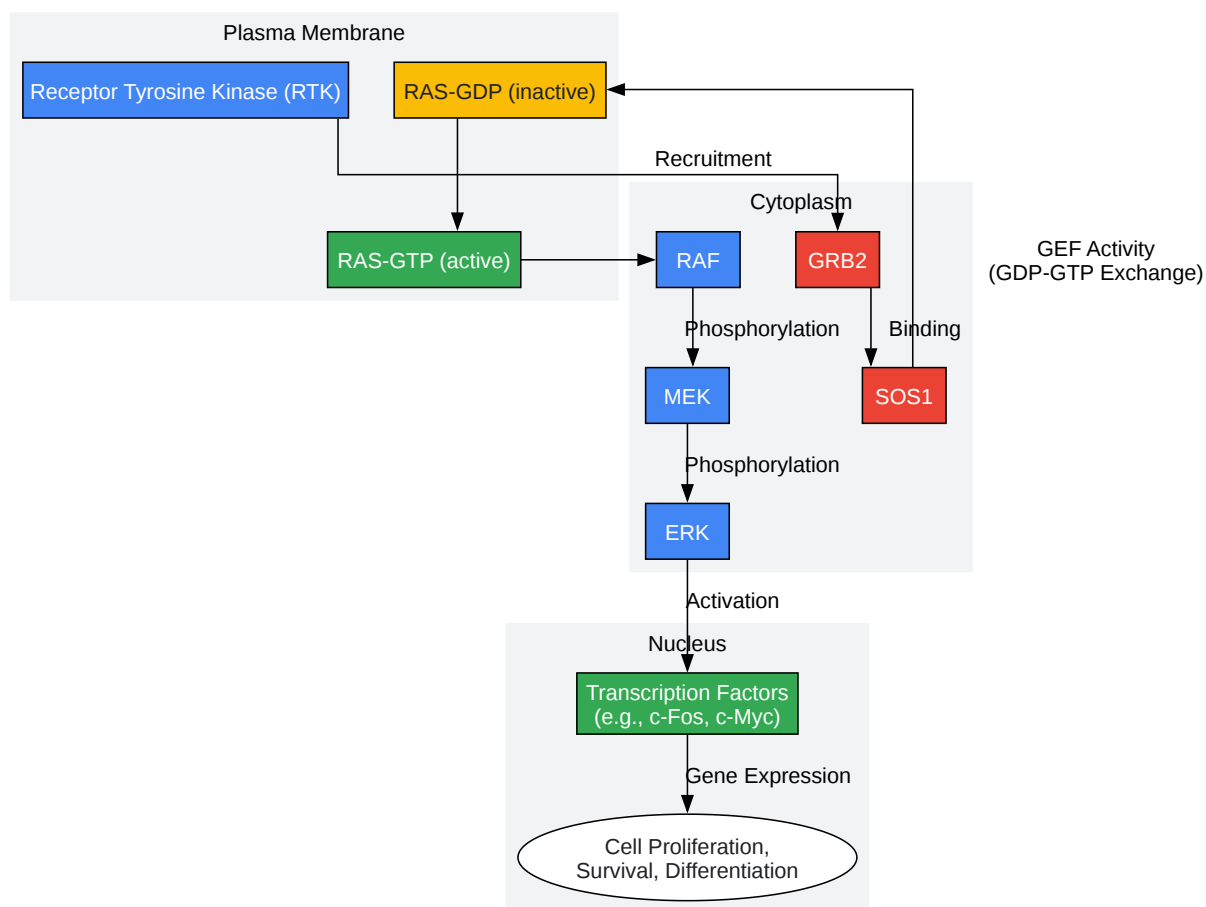 Plasma Membrane
Receptor Tyrosine Kinase (RTK)
RAS-GDP (inactive)
Recruitment
Cytoplasm
RAS-GTP (active)
RAF
GRB2
GEF Activity
(GDP-GTP Exchange)
Phosphorylation
Binding
MEK
SOS1
Phosphorylation
ERK
Activation
Nucleus
Transcription Factors
(e.g., c-Fos, c-Myc)
Gene Expression
Cell Proliferation,
Survival, Differentiation